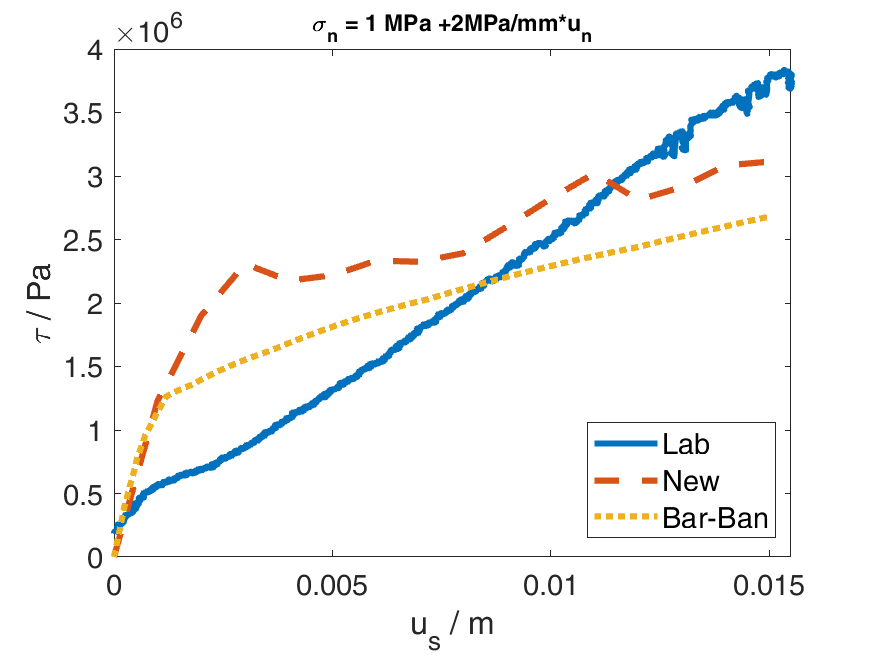 σn = 1 MPa +2MPa/mm*un
×10^6
4
3.5
3
2.5
2
1.5
1
0.5
0
τ / Pa
0 0.005 0.01 0.015
us / m
Lab
New
Bar-Ban